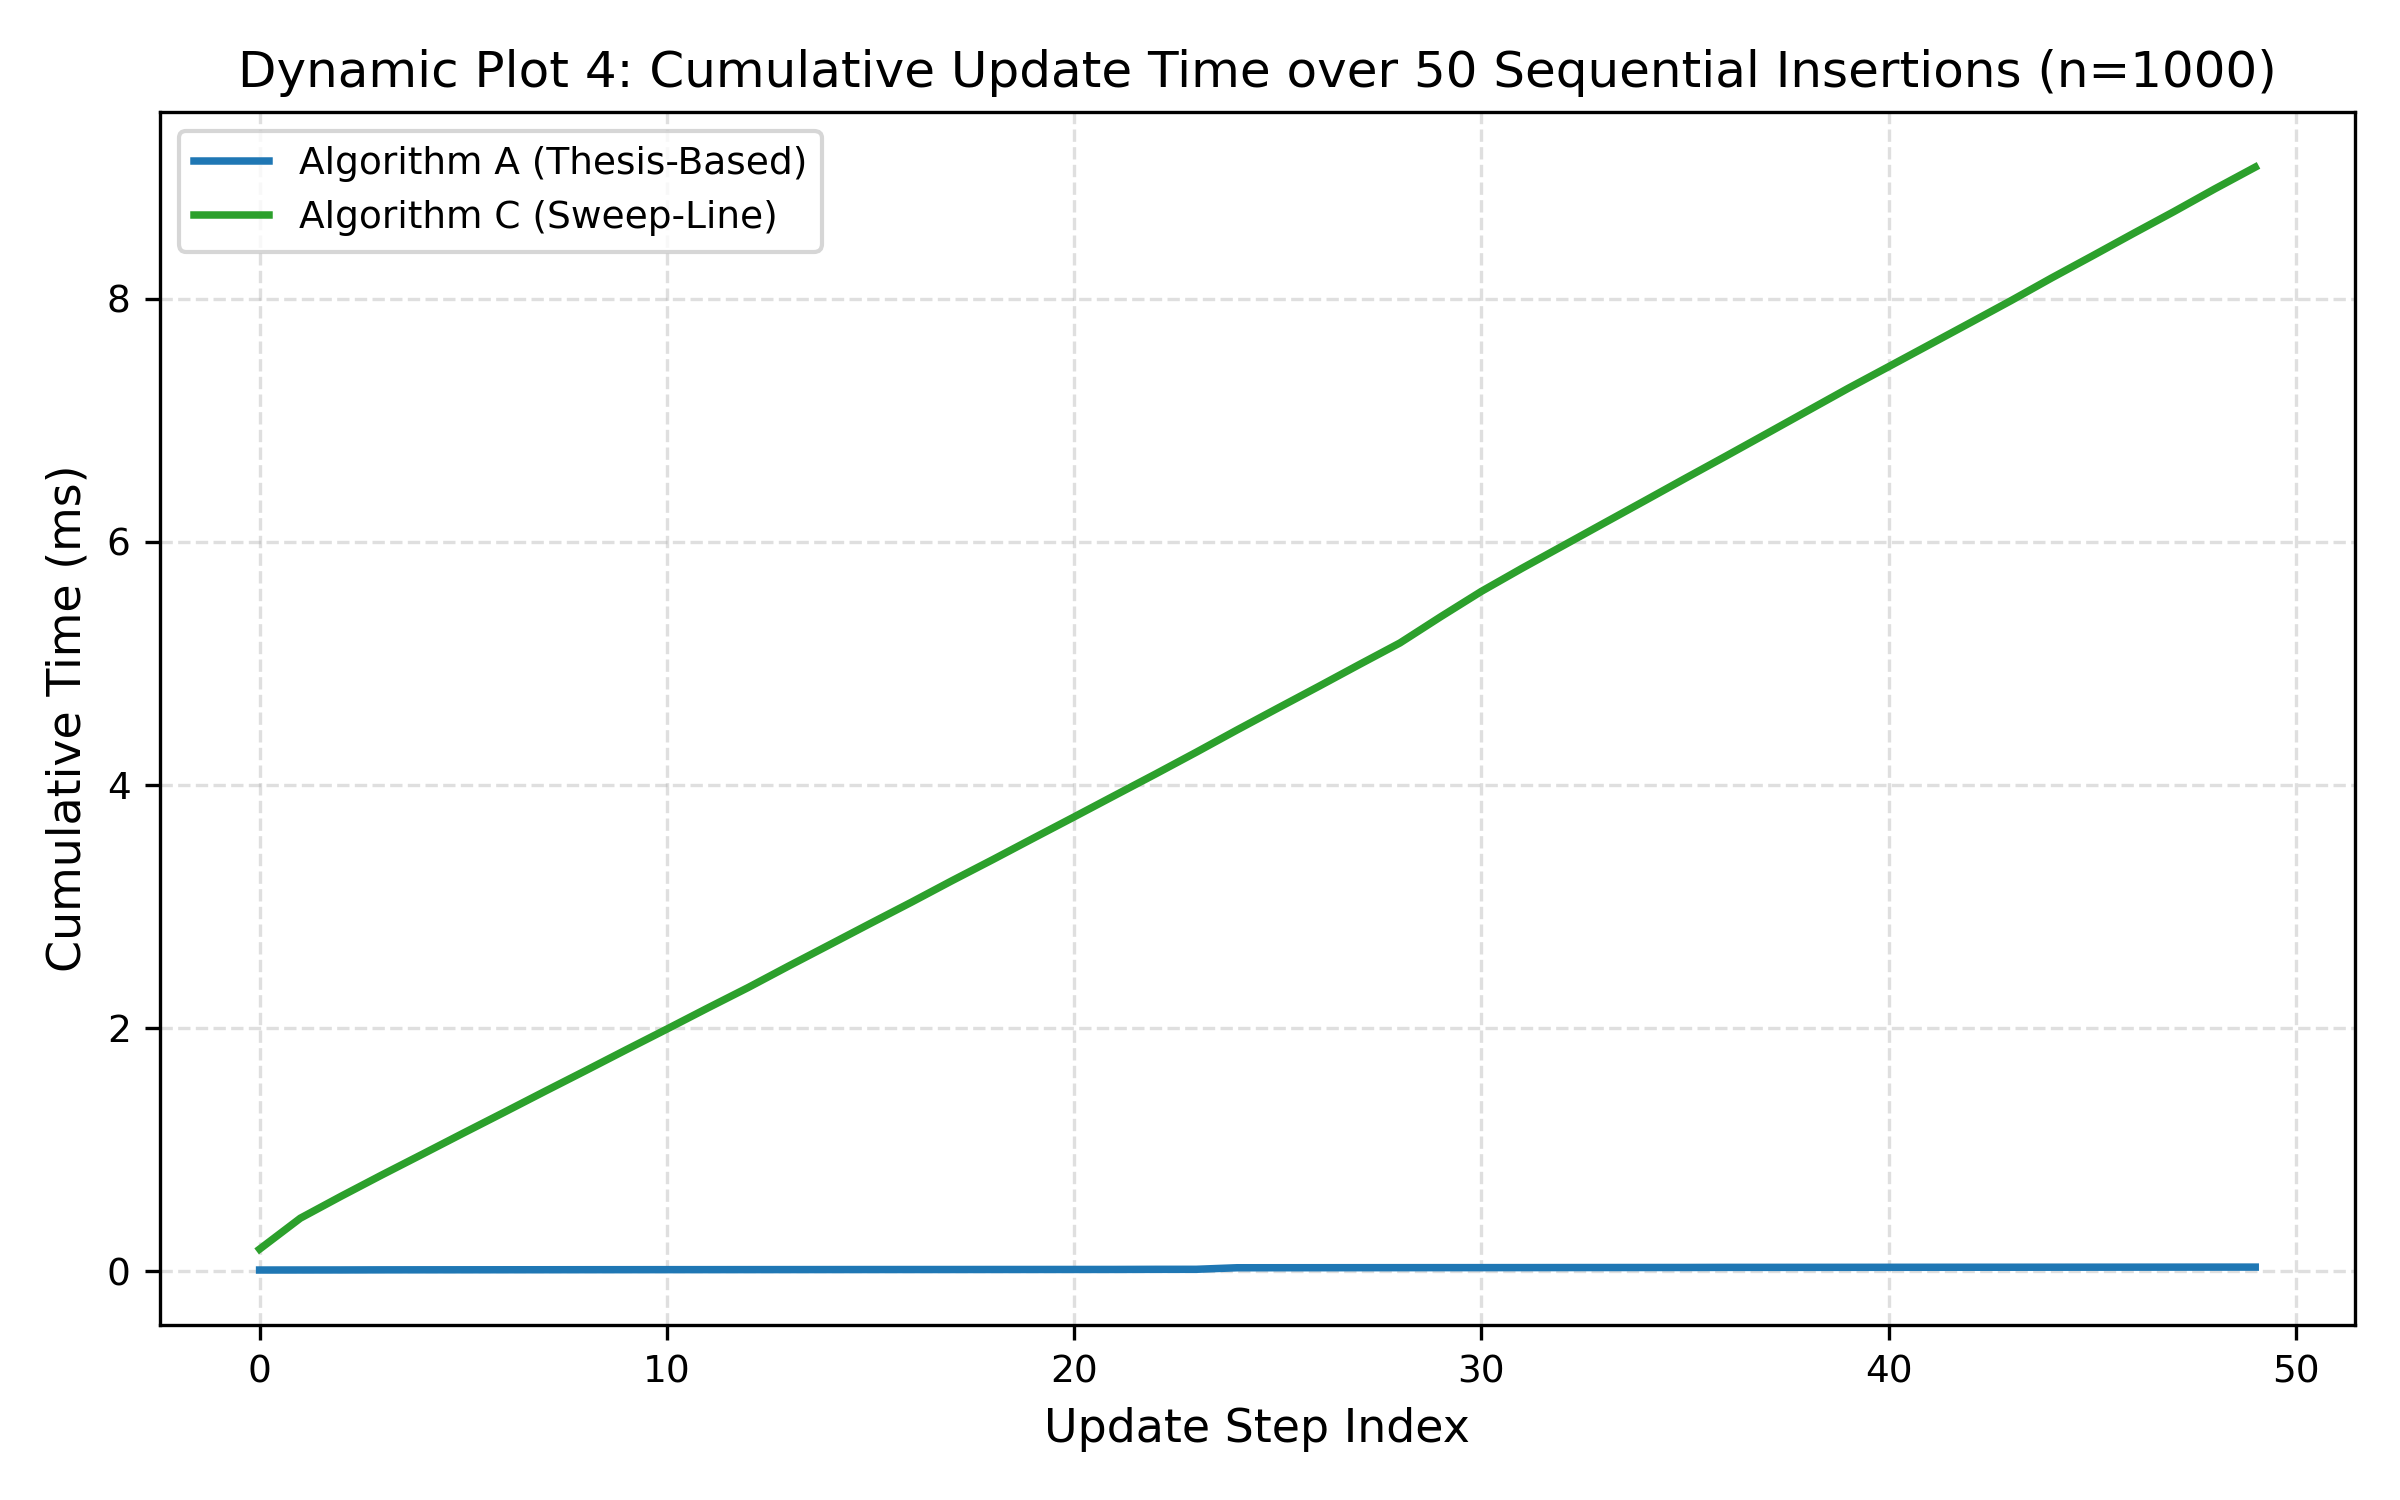 Dynamic Plot 4: Cumulative Update Time over 50 Sequential Insertions (n=1000)
Algorithm A (Thesis-Based)
Algorithm C (Sweep-Line)
Cumulative Time (ms)
8
6
4
2
0
0 10 20 30 40 50
Update Step Index